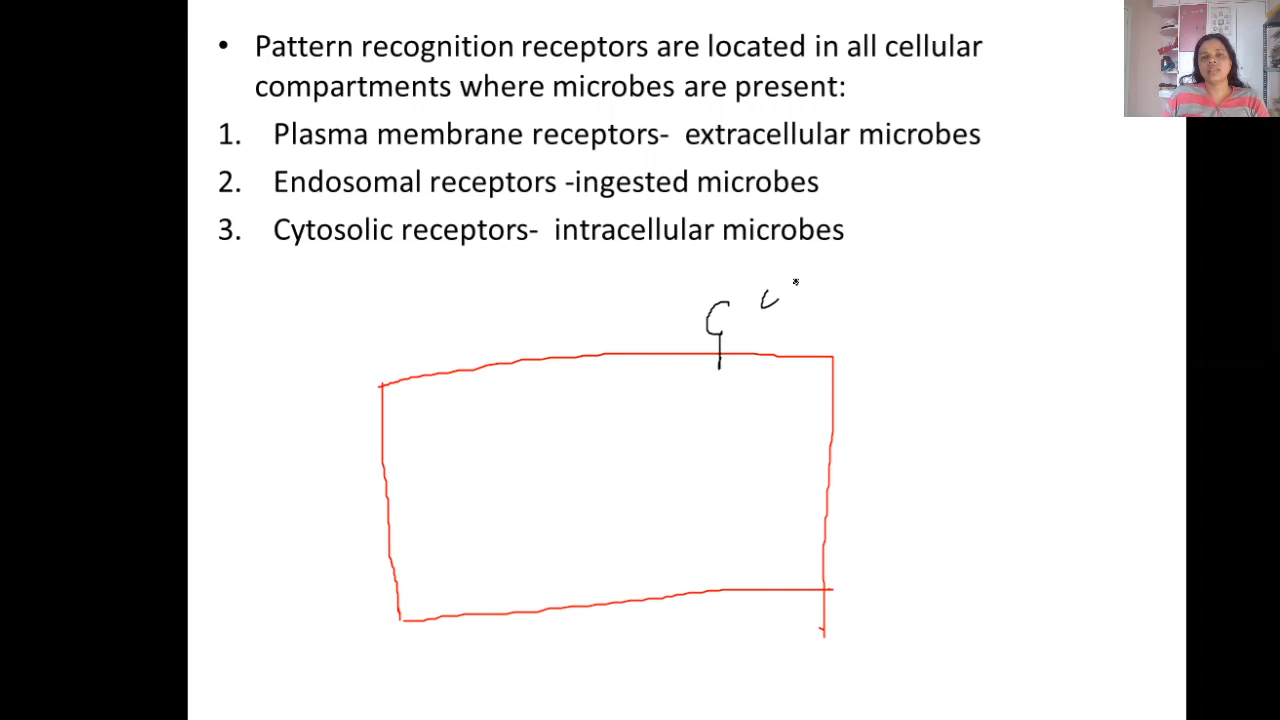 • Pattern recognition receptors are located in all cellular
compartments where microbes are present:
1. Plasma membrane receptors- extracellular microbes
2. Endosomal receptors -ingested microbes
3. Cytosolic receptors- intracellular microbes